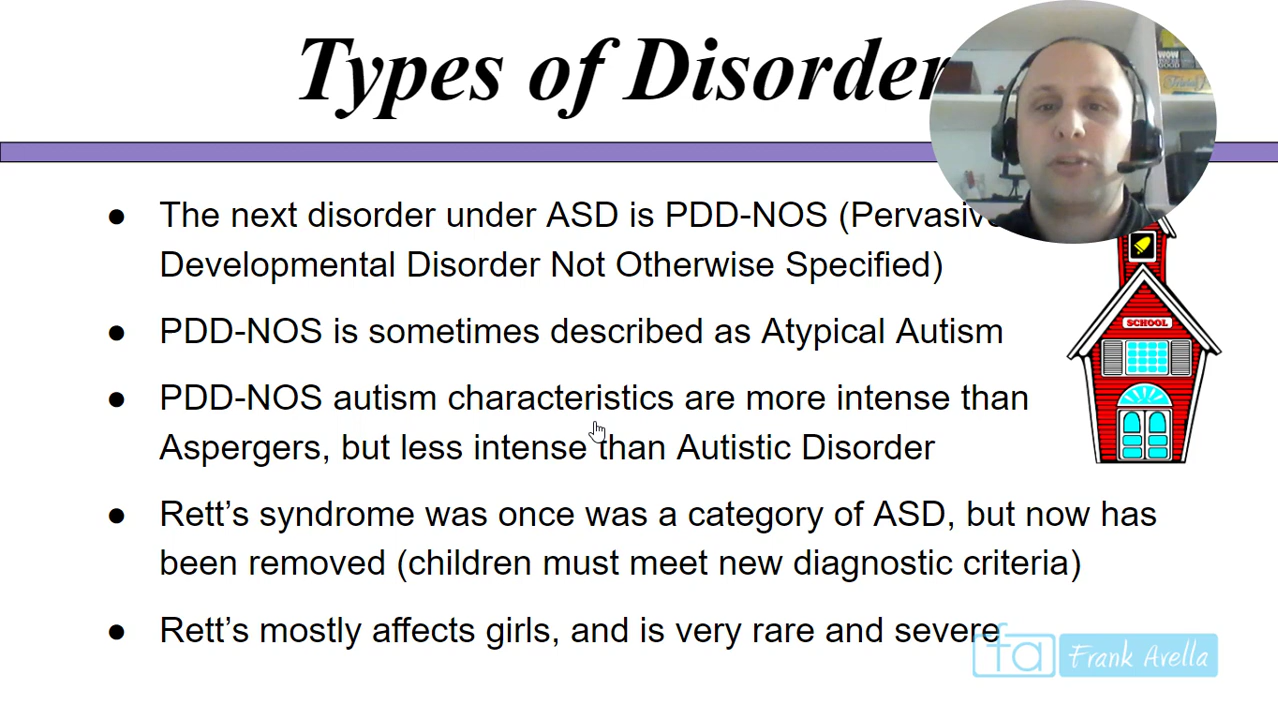 Types of Disorder
● The next disorder under ASD is PDD-NOS (Pervasive
Developmental Disorder Not Otherwise Specified)
● PDD-NOS is sometimes described as Atypical Autism
● PDD-NOS autism characteristics are more intense than
Aspergers, but less intense than Autistic Disorder
● Rett’s syndrome was once was a category of ASD, but now has
been removed (children must meet new diagnostic criteria)
● Rett’s mostly affects girls, and is very rare and severe
SCHOOL
fa Frank Avella